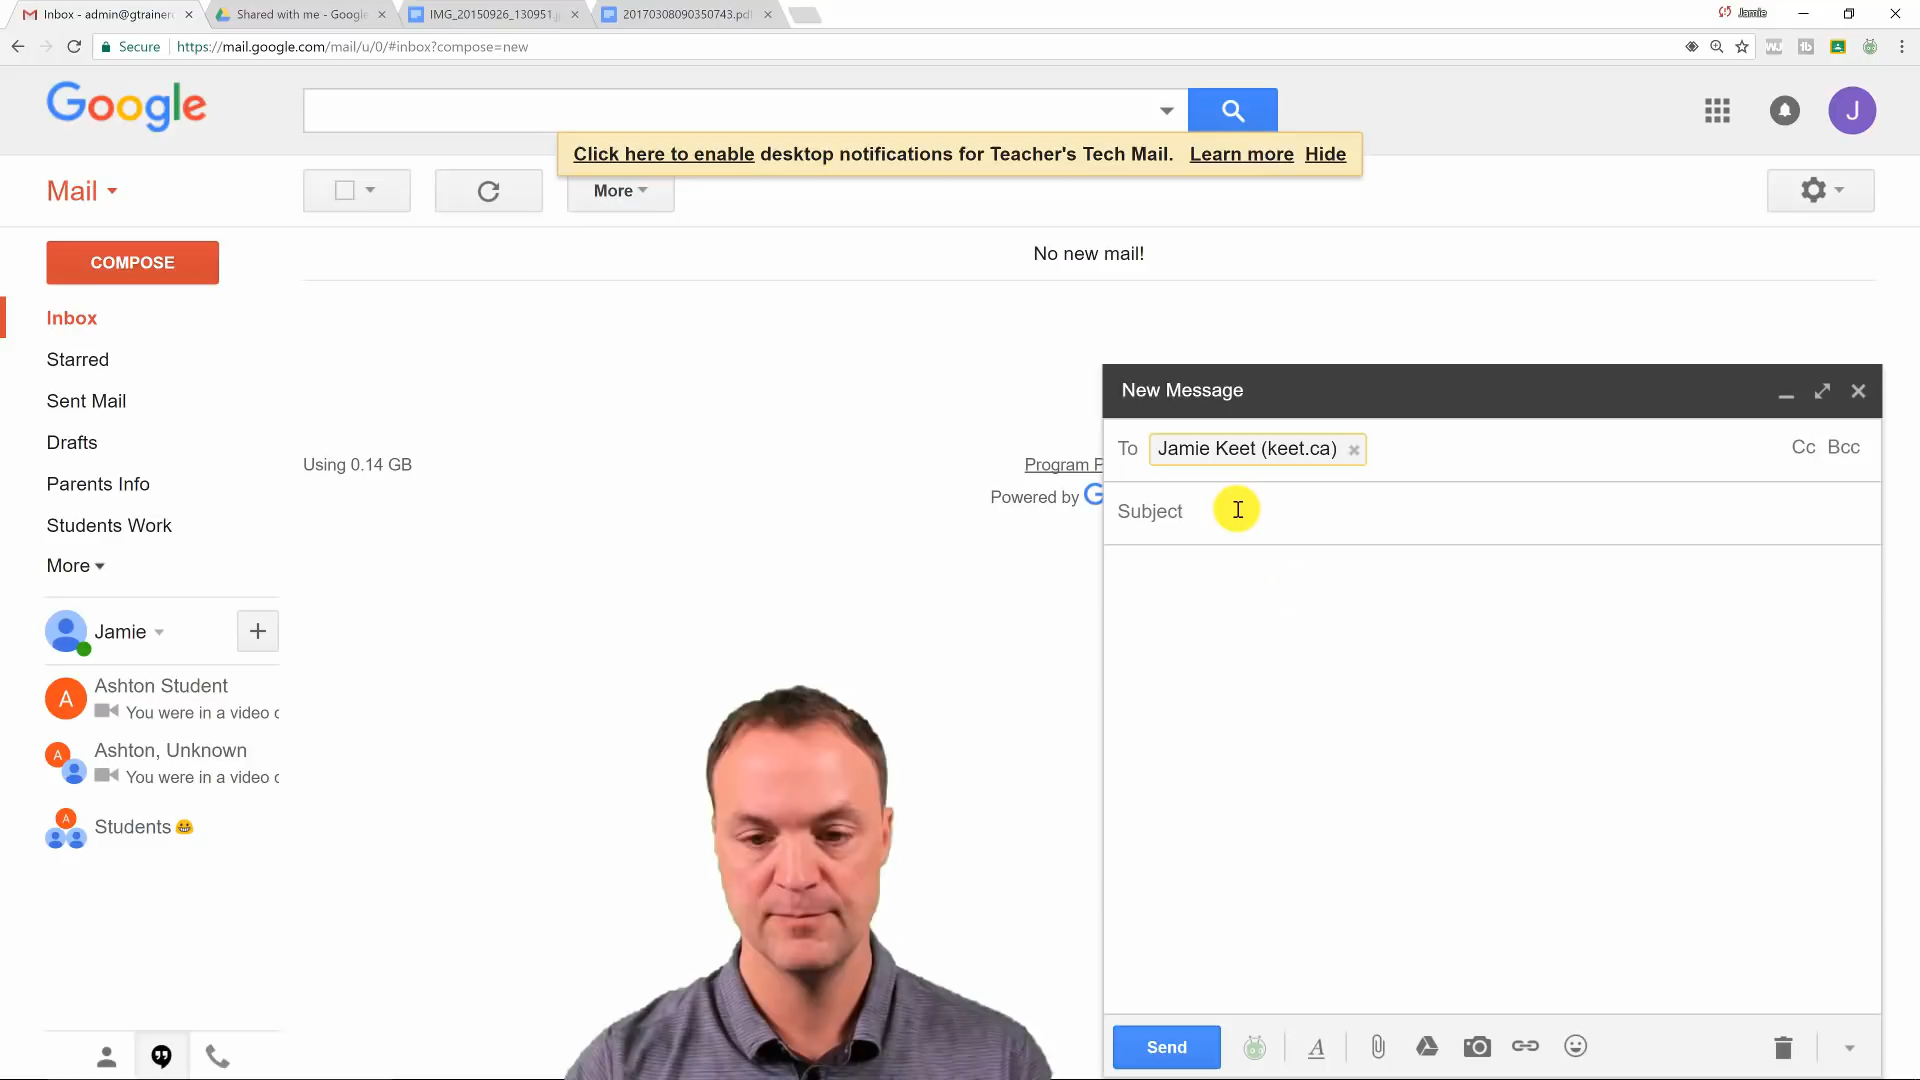 Inbox - admin@gtrainer
Shared with me - Google
IMG_20150926_130951.j
20170308090350743.pd
Jamie
Secure
https://mail.google.com/mail/u/0/#inbox?compose=new
Google
J
Click here to enable desktop notifications for Teacher's Tech Mail. Learn more Hide
Mail
More
COMPOSE
No new mail!
Inbox
Starred
Sent Mail
Drafts
Parents Info
Students Work
More
Using 0.14 GB
Program P
Powered by G
New Message
To Jamie Keet (keet.ca)
Cc Bcc
Subject
Jamie
A
Ashton Student
You were in a video c
A
Ashton, Unknown
You were in a video c
A
Students
Send
A